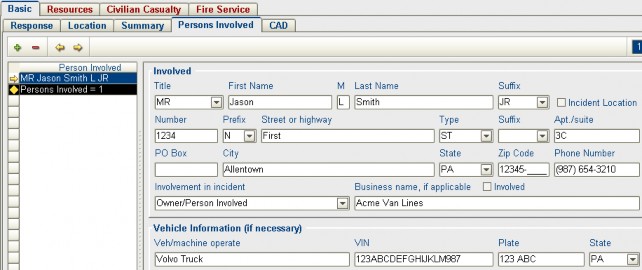 Basic Resources Civilian Casualty Fire Service
Response Location Summary Persons Involved CAD
1
Person Involved
MR Jason Smith L JR
Persons Involved = 1
Involved
Title First Name M Last Name Suffix
MR Jason L Smith JR Incident Location
Number Prefix Street or highway Type Suffix Apt./suite
1234 N First ST 3C
PO Box City State Zip Code Phone Number
Allentown PA 12345-____ (987) 654-3210
Involvement in incident Business name, if applicable Involved
Owner/Person Involved Acme Van Lines
Vehicle Information (if necessary)
Veh/machine operate VIN Plate State
Volvo Truck 123ABCDEFGHIJKLM987 123 ABC PA